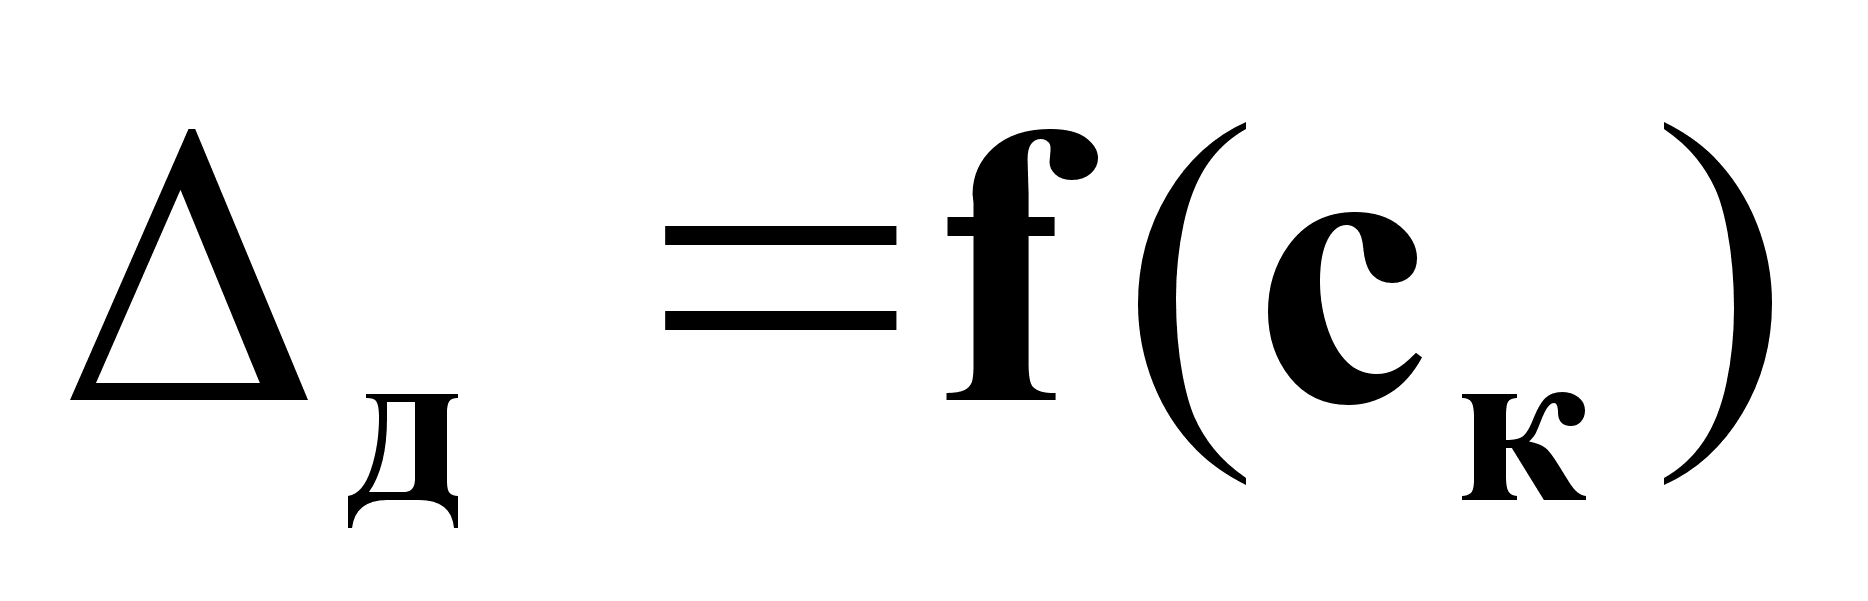 Δд = f(cк)